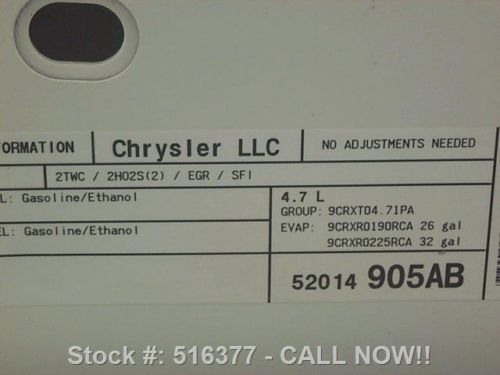 ORMATION Chrysler LLC NO ADJUSTMENTS NEEDED
2TWC / 2HO2S(2) / EGR / SFI
L: Gasoline/Ethanol
EL: Gasoline/Ethanol
4.7 L
GROUP: 9CRXT04.71PA
EVAP: 9CRXR0190RCA 26 gal
9CRXR0225RCA 32 gal
52014 905AB
Stock #: 516377 - CALL NOW!!